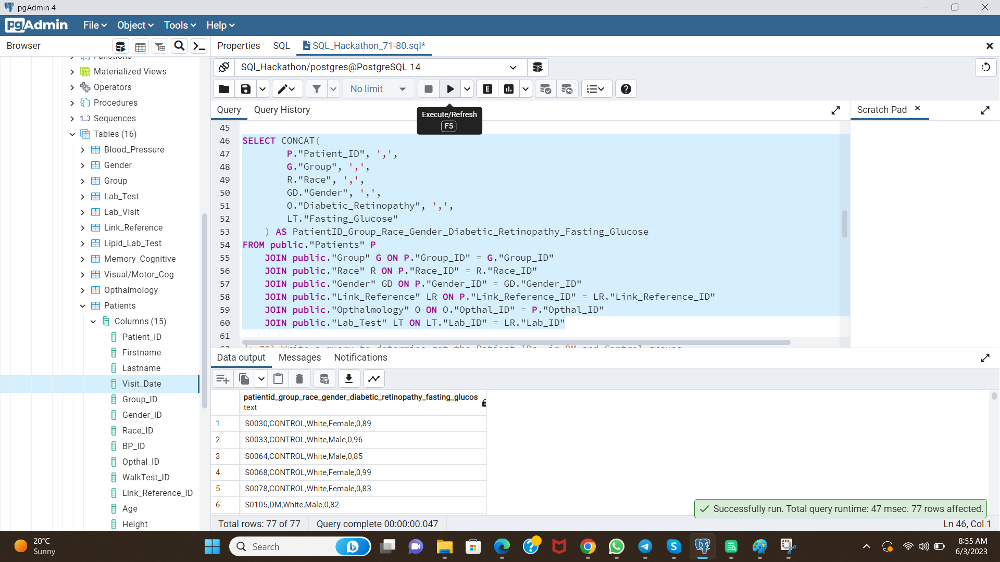 pgAdmin 4
pgAdmin
File
Object
Tools
Help
Browser
Functions
Materialized Views
Operators
Procedures
1..3 Sequences
Tables (16)
Blood_Pressure
Gender
Group
Lab_Test
Lab_Visit
Link_Reference
Lipid_Lab_Test
Memory_Cognitive
Visual/Motor_Cog
Opthalmology
Patients
Columns (15)
Patient_ID
Firstname
Lastname
Visit_Date
Group_ID
Gender_ID
Race_ID
BP_ID
Opthal_ID
WalkTest_ID
Link_Reference_ID
Age
Height
Properties
SQL
SQL_Hackathon_71-80.sql*
SQl_Hackathon/postgres@PostgreSQL 14
No limit
E
Query
Query History
Execute/Refresh
F5
Scratch Pad
45
46 SELECT CONCAT(
47 P."Patient_ID", ',',
48 G."Group", ',',
49 R."Race", ',',
50 GD."Gender", ',',
51 O."Diabetic_Retinopathy", ',',
52 LT."Fasting_Glucose"
53 ) AS PatientID_Group_Race_Gender_Diabetic_Retinopathy_Fasting_Glucose
54 FROM public."Patients" P
55 JOIN public."Group" G ON P."Group_ID" = G."Group_ID"
56 JOIN public."Race" R ON P."Race_ID" = R."Race_ID"
57 JOIN public."Gender" GD ON P."Gender_ID" = GD."Gender_ID"
58 JOIN public."Link_Reference" LR ON P."Link_Reference_ID" = LR."Link_Reference_ID"
59 JOIN public."Opthalmology" O ON O."Opthal_ID" = P."Opthal_ID"
60 JOIN public."Lab_Test" LT ON LT."Lab_ID" = LR."Lab_ID"
61
Data output
Messages
Notifications
patientid_group_race_gender_diabetic_retinopathy_fasting_glucos
text
1 S0030,CONTROL,White,Female,0,89
2 S0033,CONTROL,White,Male,0,96
3 S0064,CONTROL,White,Male,0,85
4 S0068,CONTROL,White,Female,0,99
5 S0078,CONTROL,White,Female,0,83
6 S0105,DM,White,Male,0,82
Successfully run. Total query runtime: 47 msec. 77 rows affected.
Total rows: 77 of 77
Query complete 00:00:00.047
Ln 46, Col 1
20°C
Sunny
Search
8:55 AM
6/3/2023